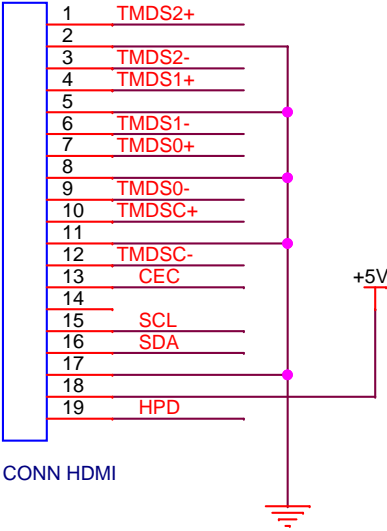 1 TMDS2+
2
3 TMDS2-
4 TMDS1+
5
6 TMDS1-
7 TMDS0+
8
9 TMDS0-
10 TMDSC+
11
12 TMDSC-
13 CEC
+5V
14
15 SCL
16 SDA
17
18
19 HPD
CONN HDMI